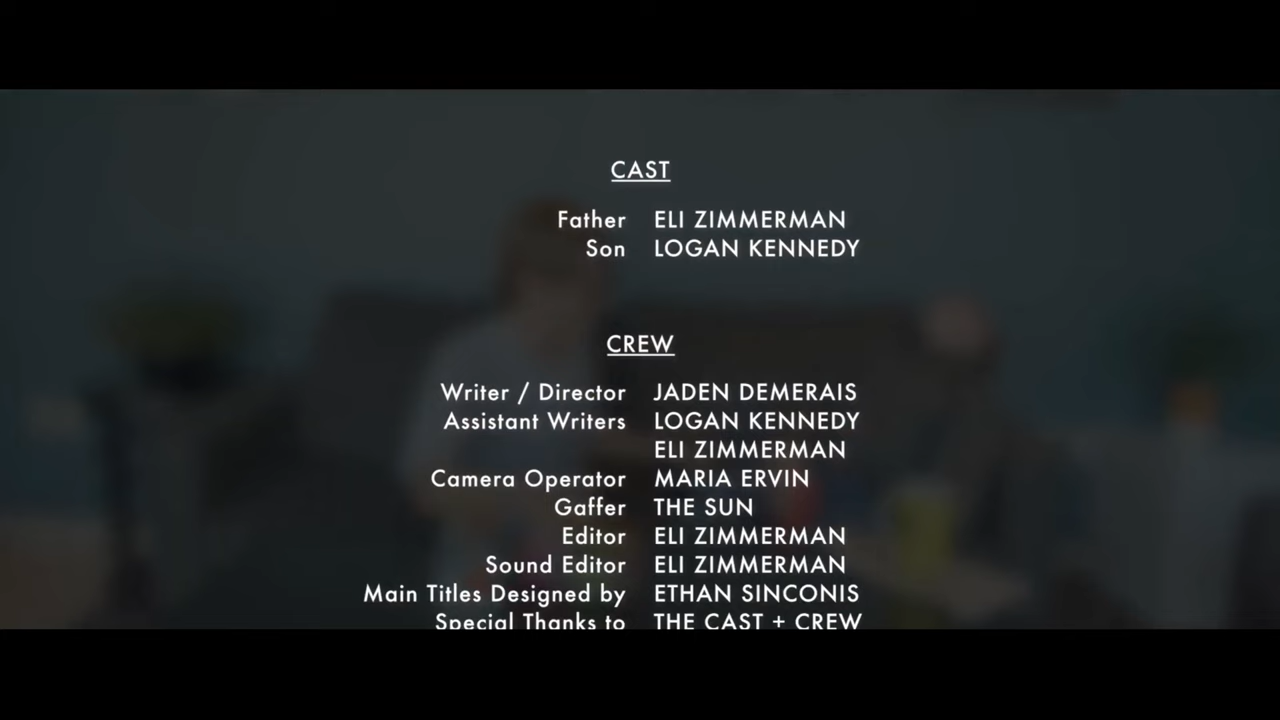 CAST
Father ELI ZIMMERMAN
Son LOGAN KENNEDY
CREW
Writer / Director JADEN DEMERAIS
Assistant Writers LOGAN KENNEDY
ELI ZIMMERMAN
Camera Operator MARIA ERVIN
Gaffer THE SUN
Editor ELI ZIMMERMAN
Sound Editor ELI ZIMMERMAN
Main Titles Designed by ETHAN SINCONIS
Special Thanks to THE CAST + CREW